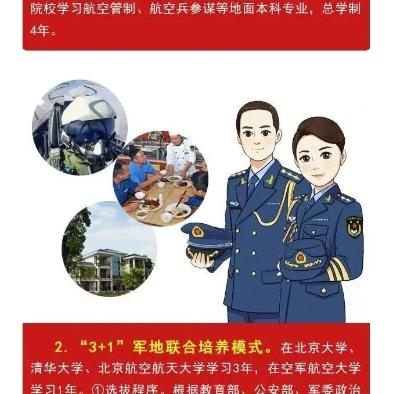 院校学习航空管制、航空兵参谋等地面本科专业，总学制
4年。
2. “3+1”军地联合培养模式。在北京大学、
清华大学、北京航空航天大学学习3年，在空军航空大学
学习1年。①选拔程序。根据教育部、公安部、军委政治